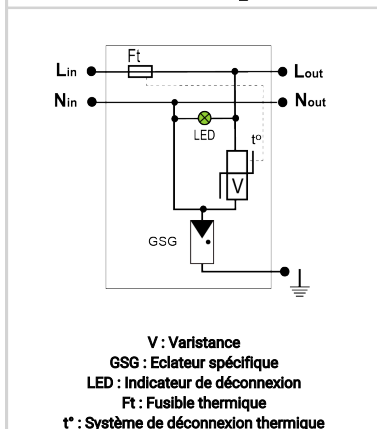 Ft
Lin
Lout
Nin
Nout
LED
t°
V
GSG
V : Varistance
GSG : Eclateur spécifique
LED : Indicateur de déconnexion
Ft : Fusible thermique
t° : Système de déconnexion thermique